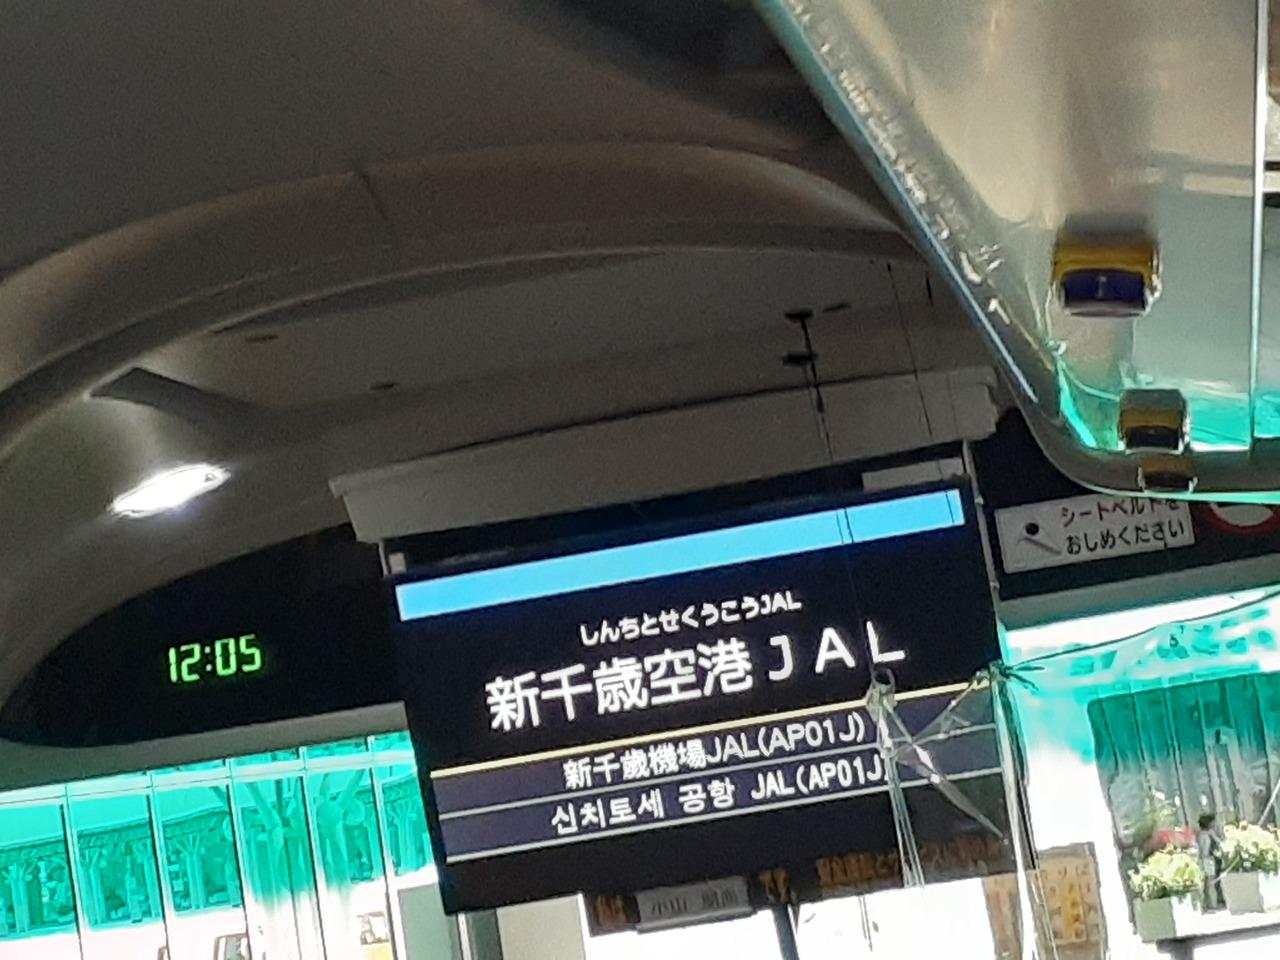 シートベルトを
おしめください
12:05
しんちとせくうこうJAL
新千歳空港JAL
新千歳機場JAL(AP01J)
신치토세 공항 JAL(AP01J)